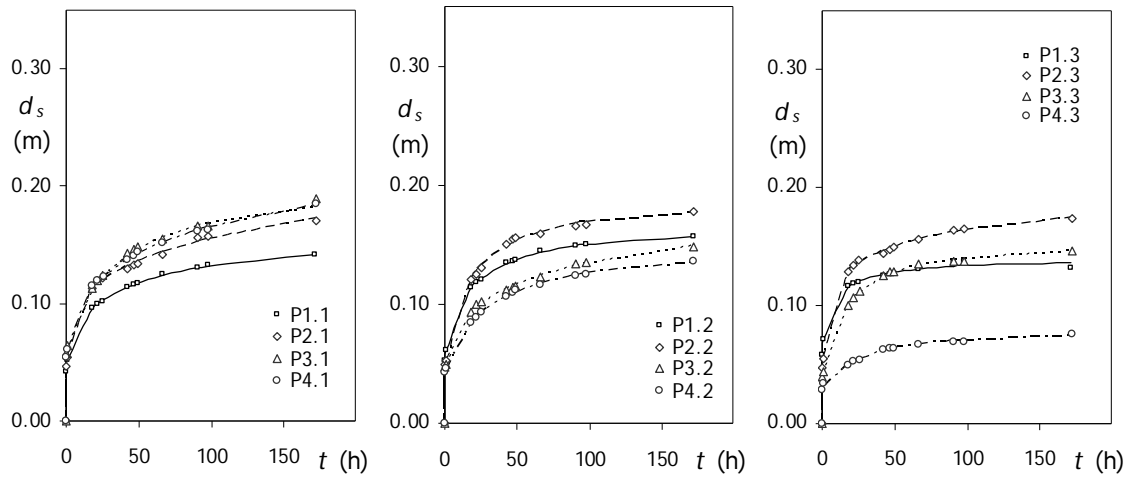 0.30
d s
(m)
0.20
0.10
0.00
P1.1
P2.1
P3.1
P4.1
0 50 100 150 t (h)
0.30
d s
(m)
0.20
0.10
0.00
P1.2
P2.2
P3.2
P4.2
0 50 100 150 t (h)
0.30
d s
(m)
0.20
0.10
0.00
P1.3
P2.3
P3.3
P4.3
0 50 100 150 t (h)